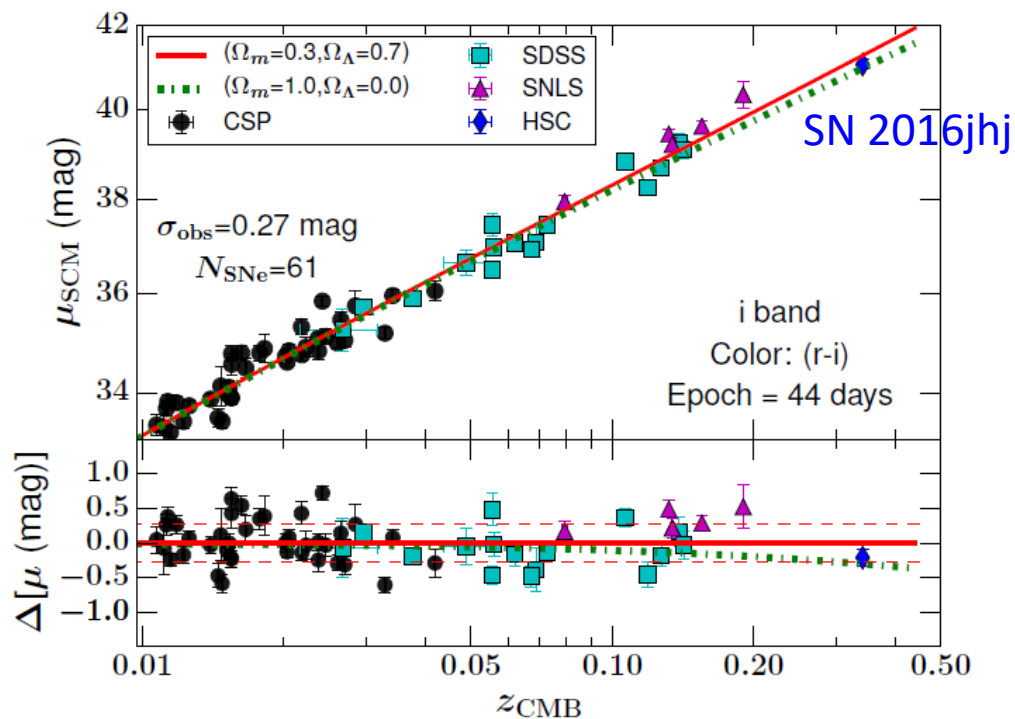 42
40
38
36
34
μSCM (mag)
(Ωm=0.3,ΩΛ=0.7)
(Ωm=1.0,ΩΛ=0.0)
CSP
SDSS
SNLS
HSC
SN 2016jhj
σobs=0.27 mag
NSNe=61
i band
Color: (r-i)
Epoch = 44 days
Δ[μ (mag)]
1.0
0.5
0.0
−0.5
−1.0
0.01
0.05
0.10
0.20
0.50
zCMB